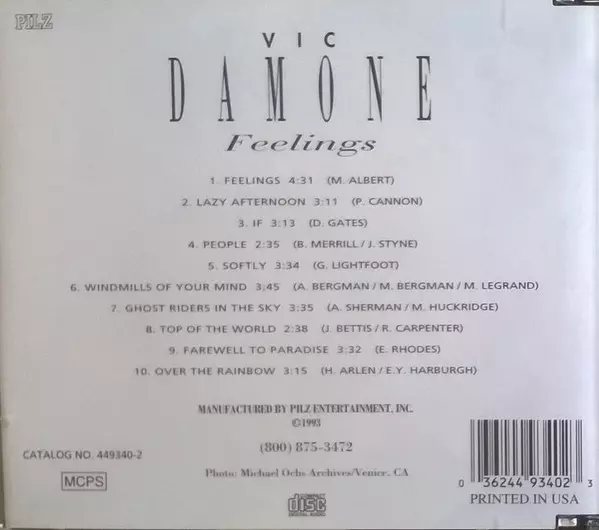 PILZ
VIC
DAMONE
Feelings
1. FEELINGS 4:31 (M. ALBERT)
2. LAZY AFTERNOON 3:11 (P. CANNON)
3. IF 3:13 (D. GATES)
4. PEOPLE 2:35 (B. MERRILL / J. STYNE)
5. SOFTLY 3:34 (G. LIGHTFOOT)
6. WINDMILLS OF YOUR MIND 3:45 (A. BERGMAN / M. BERGMAN / M. LEGRAND)
7. GHOST RIDERS IN THE SKY 3:35 (A. SHERMAN / M. HUCKRIDGE)
8. TOP OF THE WORLD 2:38 (J. BETTIS / R. CARPENTER)
9. FAREWELL TO PARADISE 3:32 (E. RHODES)
10. OVER THE RAINBOW 3:15 (H. ARLEN / E.Y. HARBURGH)
MANUFACTURED BY PILZ ENTERTAINMENT, INC.
©1993
(800) 875-3472
CATALOG NO. 449340-2
Photo: Michael Ochs Archives/Venice, CA
MCPS
COMPACT
disc
DIGITAL AUDIO
0 36244 93402 3
PRINTED IN USA